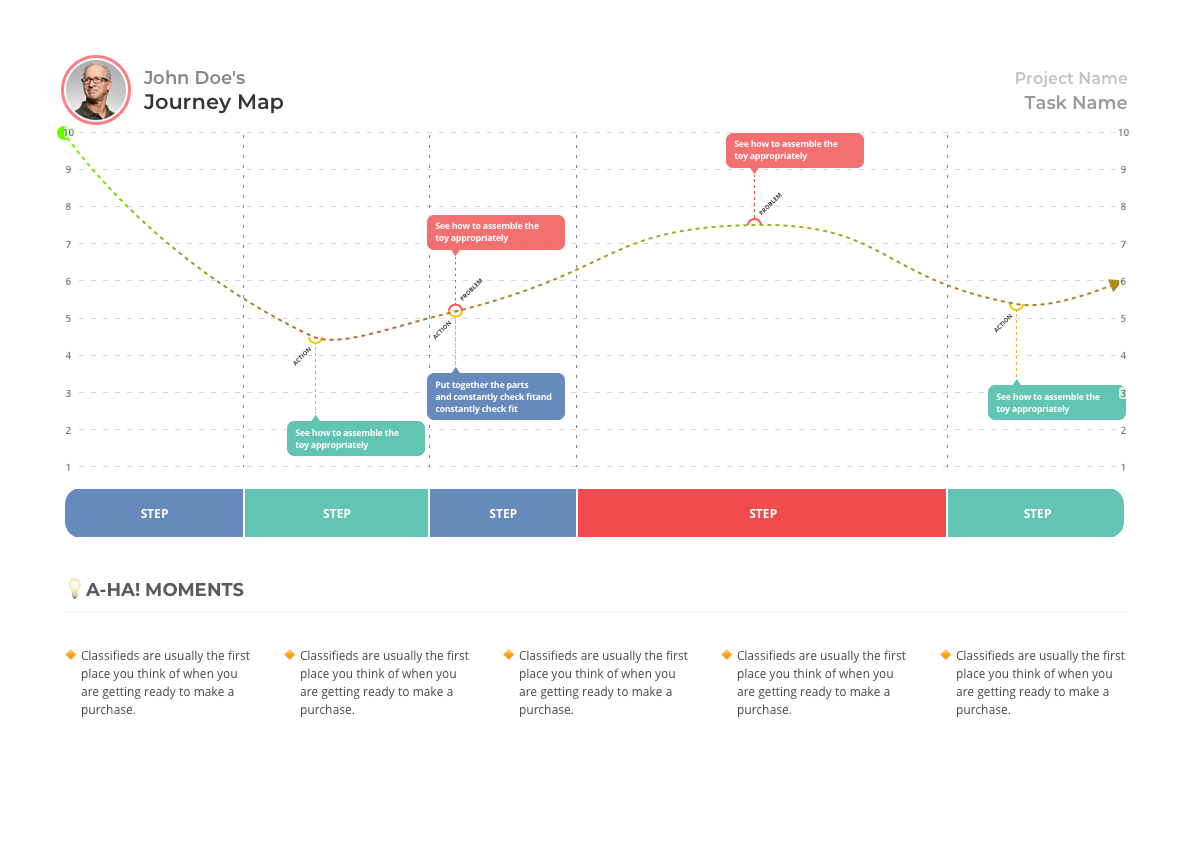 John Doe's
Journey Map
Project Name
Task Name
10
9
8
7
6
5
4
3
2
1
See how to assemble the
toy appropriately
PROBLEM
See how to assemble the
toy appropriately
PROBLEM
ACTION
ACTION
ACTION
Put together the parts
and constantly check fitand
constantly check fit
See how to assemble the
toy appropriately
See how to assemble the
toy appropriately
10
9
8
7
6
5
4
3
2
1
STEP
STEP
STEP
STEP
STEP
A-HA! MOMENTS
Classifieds are usually the first
place you think of when you
are getting ready to make a
purchase.
Classifieds are usually the first
place you think of when you
are getting ready to make a
purchase.
Classifieds are usually the first
place you think of when you
are getting ready to make a
purchase.
Classifieds are usually the first
place you think of when you
are getting ready to make a
purchase.
Classifieds are usually the first
place you think of when you
are getting ready to make a
purchase.